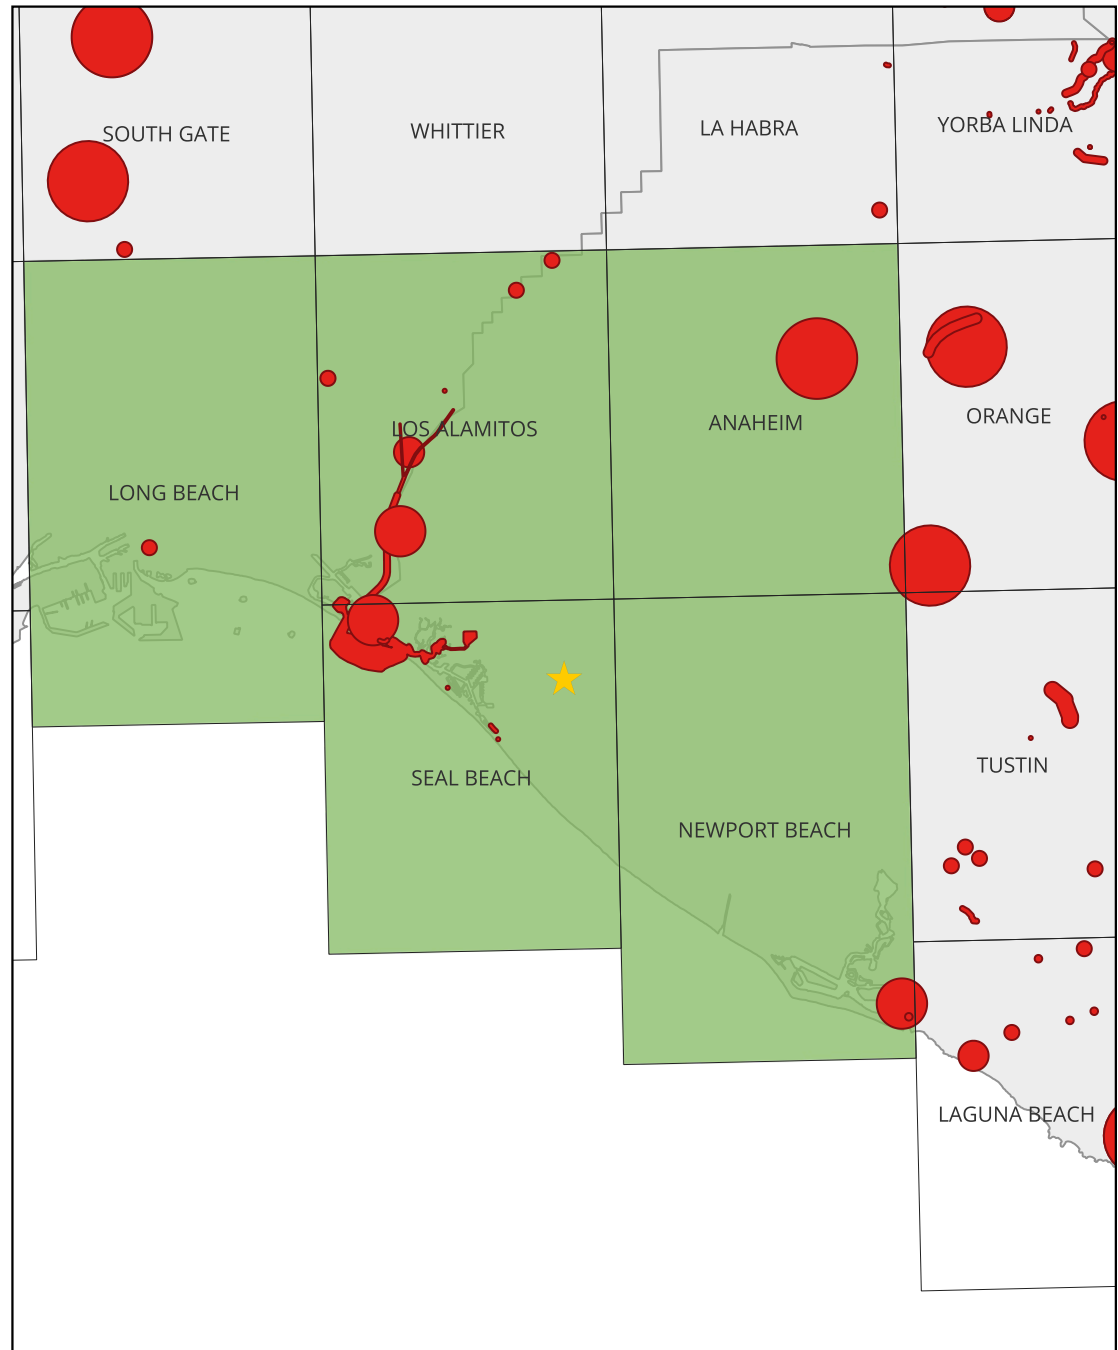 SOUTH GATE
WHITTIER
LA HABRA
YORBA LINDA
LONG BEACH
LOS ALAMITOS
ANAHEIM
ORANGE
SEAL BEACH
NEWPORT BEACH
TUSTIN
LAGUNA BEACH